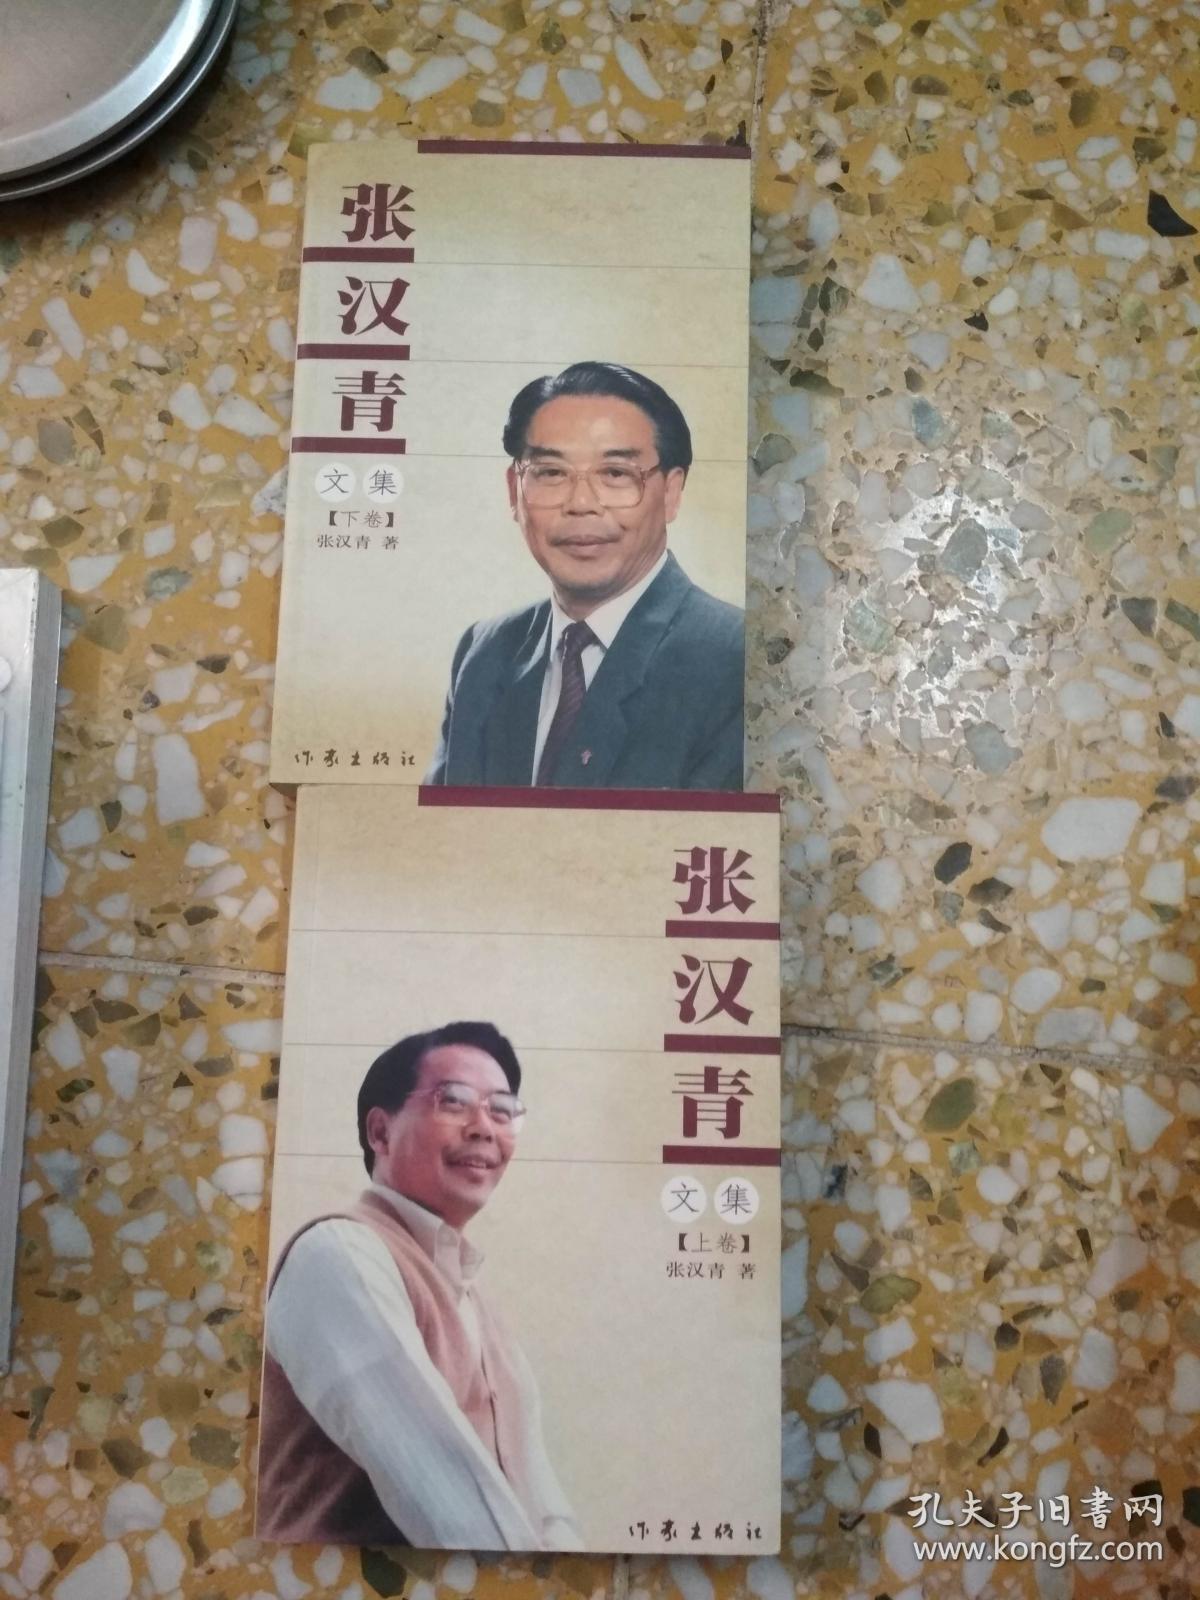 张
汉
青
文集
【下卷】
张汉青 著
作家出版社
张
汉
青
文集
【上卷】
张汉青 著
作家出版社
孔夫子旧書网
www.kongfz.com